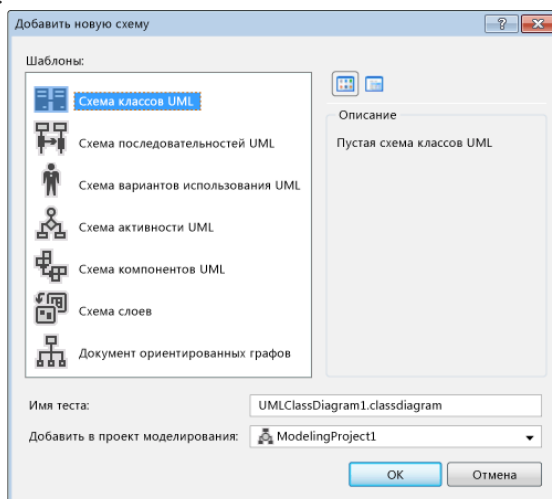 Добавить новую схему
Шаблоны:
Схема классов UML
Схема последовательностей UML
Схема вариантов использования UML
Схема активности UML
Схема компонентов UML
Схема слоев
Документ ориентированных графов
Описание
Пустая схема классов UML
Имя теста:
UMLClassDiagram1.classdiagram
Добавить в проект моделирования:
ModelingProject1
ОК
Отмена